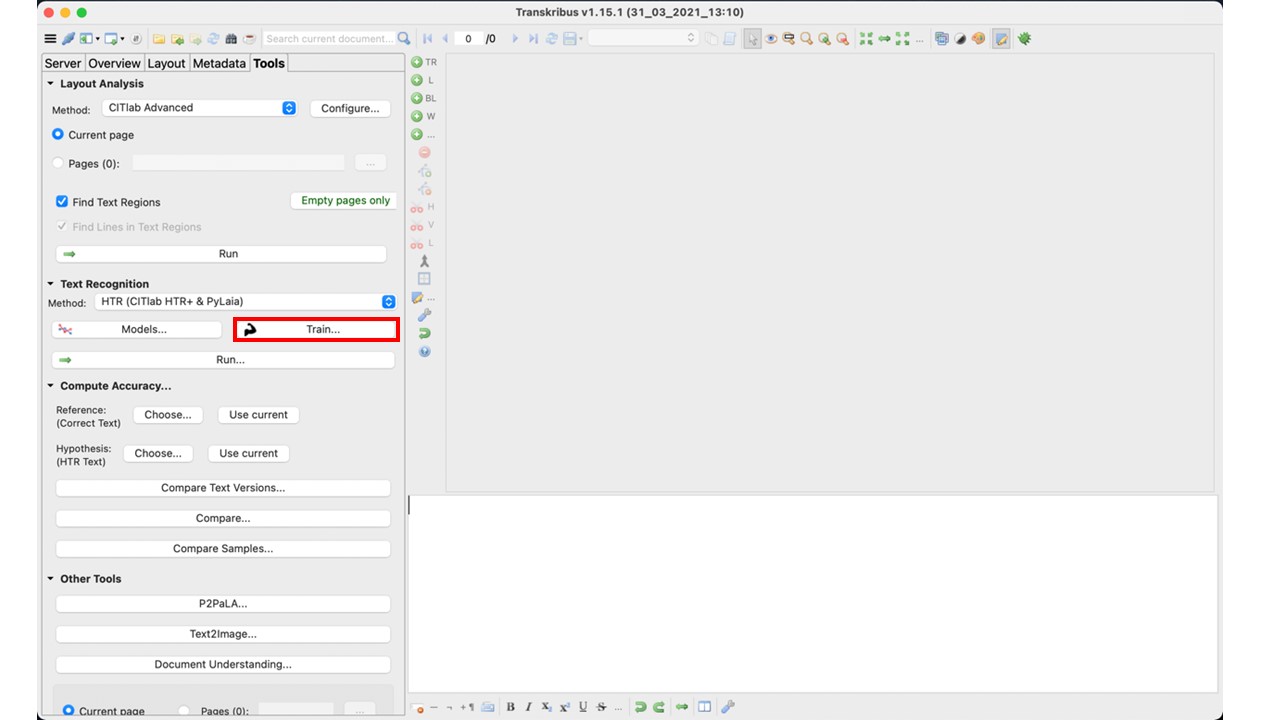 Transkribus v1.15.1 (31_03_2021_13:10)
Search current document... 0 /0 ...
Server Overview Layout Metadata Tools
Layout Analysis
Method: CITlab Advanced Configure...
Current page
Pages (0): ...
Find Text Regions Empty pages only
Find Lines in Text Regions
Run
Text Recognition
Method: HTR (CITlab HTR+ & PyLaia)
Models... Train...
Run...
Compute Accuracy...
Reference:
(Correct Text) Choose... Use current
Hypothesis:
(HTR Text) Choose... Use current
Compare Text Versions...
Compare...
Compare Samples...
Other Tools
P2PaLA...
Text2Image...
Document Understanding...
Current page Pages (0): ...
TR
L
BL
W
...
H
V
L
...
B I X₂ X² U S ...